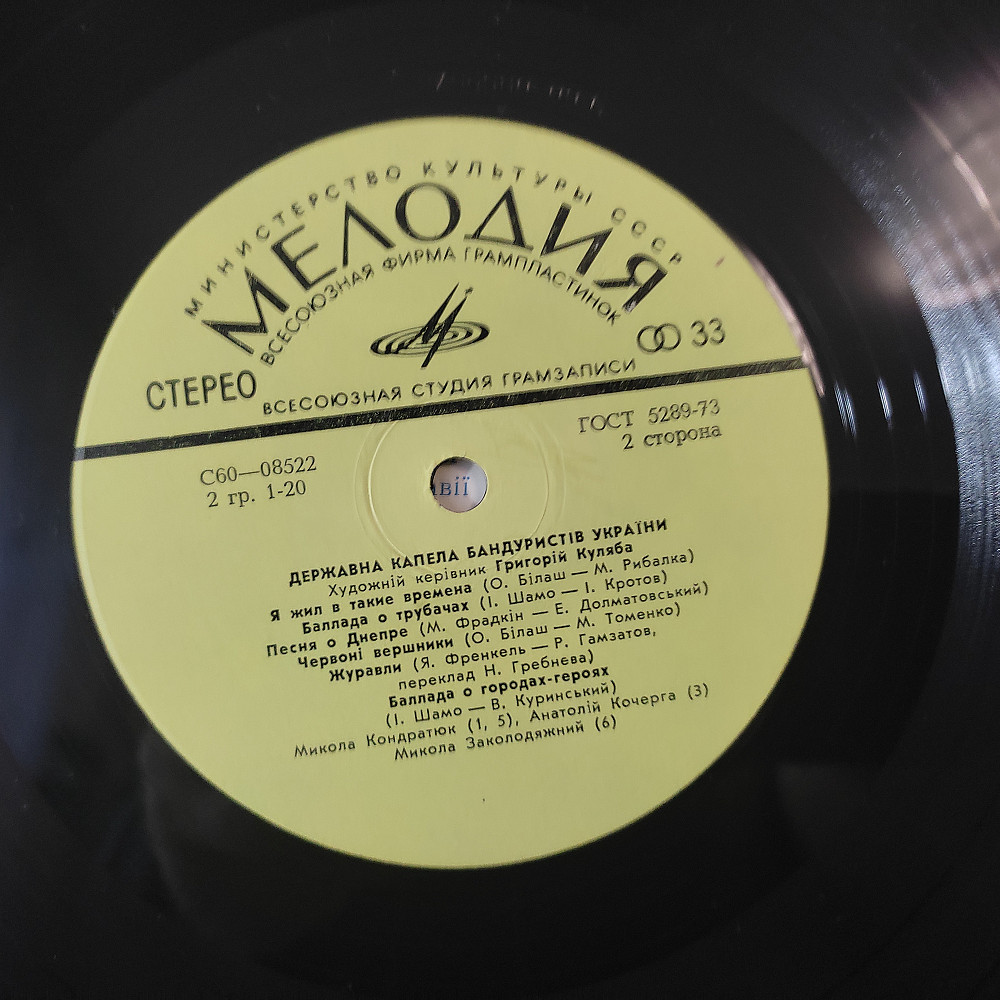 МИНИСТЕРСТВО КУЛЬТУРЫ СССР
МЕЛОДИЯ
ВСЕСОЮЗНАЯ ФИРМА ГРАМПЛАСТИНОК
33
СТЕРЕО
ВСЕСОЮЗНАЯ СТУДИЯ ГРАМЗАПИСИ
ГОСТ 5289-73
2 сторона
С60—08522
2 гр. 1-20
вії
ДЕРЖАВНА КАПЕЛА БАНДУРИСТІВ УКРАЇНИ
Художній керівник Григорій Куляба
Я жил в такие времена (О. Білаш — М. Рибалка)
Баллада о трубачах (І. Шамо — І. Кротов)
Песня о Днепре (М. Фрадкін — Е. Долматовський)
Червоні вершники (О. Білаш — М. Томенко)
Журавли (Я. Френкель — Р. Гамзатов,
переклад Н. Гребнева)
Баллада о городах-героях
(І. Шамо — В. Куринський)
Микола Кондратюк (1, 5), Анатолій Кочерга (3)
Микола Заколодяжний (6)